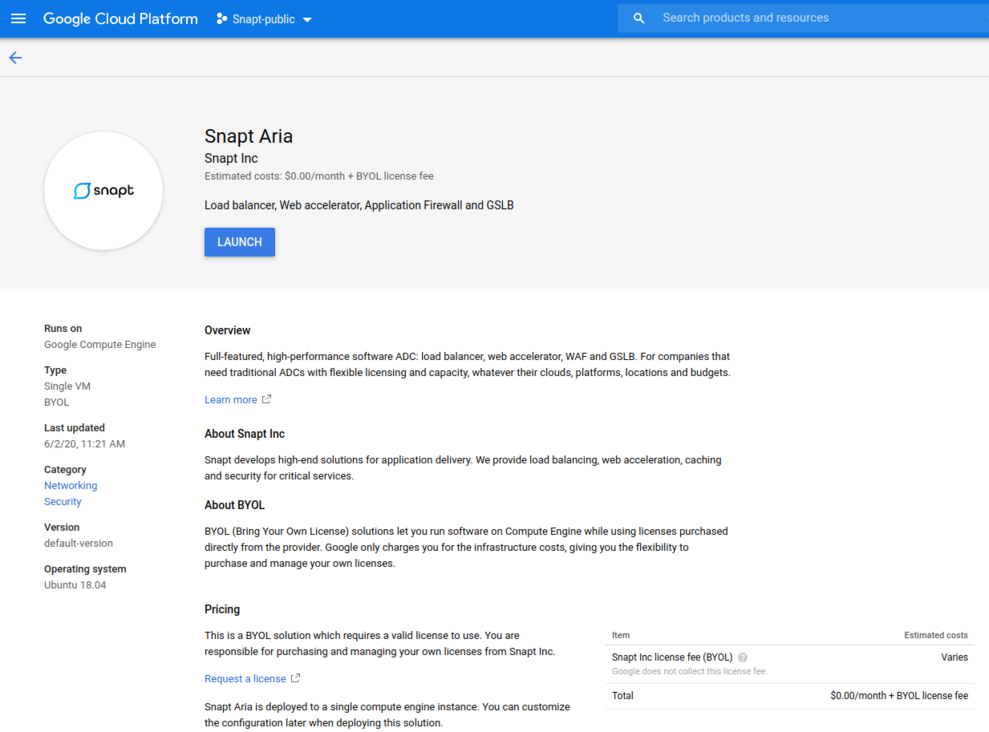 Google Cloud Platform
Snapt-public
Search products and resources
snapt
Snapt Aria
Snapt Inc
Estimated costs: $0.00/month + BYOL license fee
Load balancer, Web accelerator, Application Firewall and GSLB
LAUNCH
Runs on
Google Compute Engine
Type
Single VM
BYOL
Last updated
6/2/20, 11:21 AM
Category
Networking
Security
Version
default-version
Operating system
Ubuntu 18.04
Overview
Full-featured, high-performance software ADC: load balancer, web accelerator, WAF and GSLB. For companies that
need traditional ADCs with flexible licensing and capacity, whatever their clouds, platforms, locations and budgets.
Learn more
About Snapt Inc
Snapt develops high-end solutions for application delivery. We provide load balancing, web acceleration, caching
and security for critical services.
About BYOL
BYOL (Bring Your Own License) solutions let you run software on Compute Engine while using licenses purchased
directly from the provider. Google only charges you for the infrastructure costs, giving you the flexibility to
purchase and manage your own licenses.
Pricing
This is a BYOL solution which requires a valid license to use. You are
responsible for purchasing and managing your own licenses from Snapt Inc.
Request a license
Snapt Aria is deployed to a single compute engine instance. You can customize
the configuration later when deploying this solution.
Item Estimated costs
Snapt Inc license fee (BYOL) ? Varies
Google does not collect this license fee.
Total $0.00/month + BYOL license fee